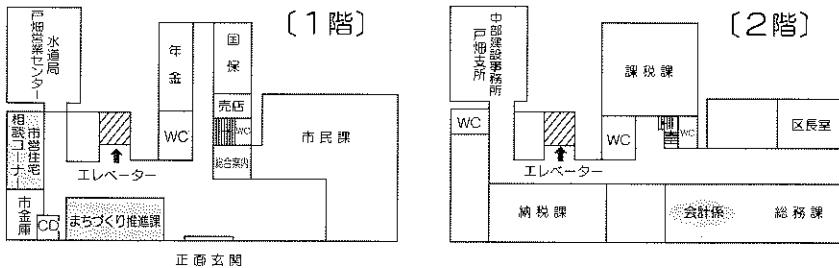 〔1階〕
水道局
戸畑営業センター
年金
国保
売店
WC
WC
市民課
総合案内
エレベーター
市営住宅
相談コーナー
市金庫
CD
まちづくり推進課
正面玄関
〔2階〕
中部建設事務所
戸畑支所
課税課
WC
WC
WC
区長室
エレベーター
納税課
会計係
総務課